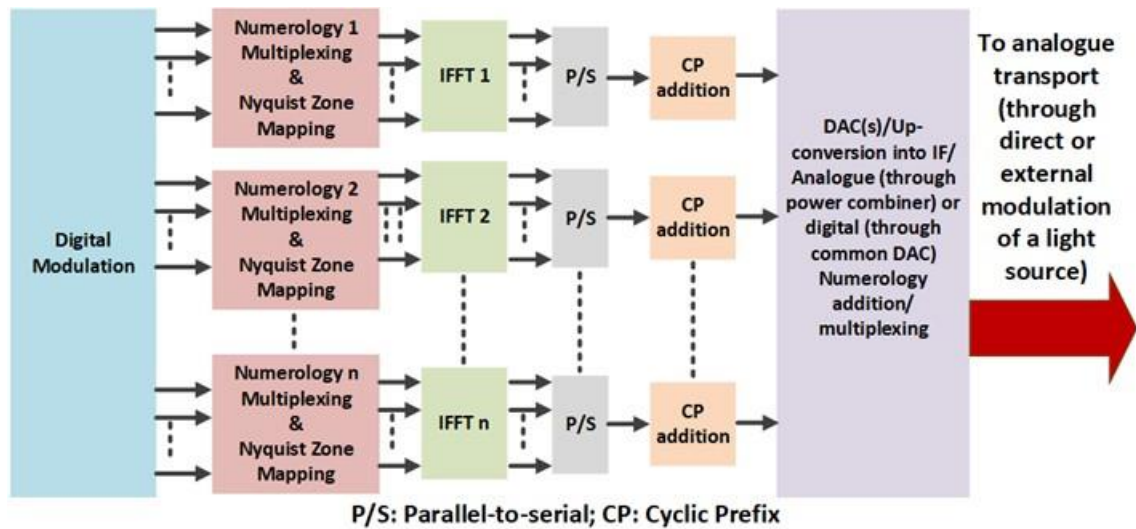 Digital
Modulation
Numerology 1
Multiplexing
&
Nyquist Zone
Mapping
IFFT 1
P/S
CP
addition
Numerology 2
Multiplexing
&
Nyquist Zone
Mapping
IFFT 2
P/S
CP
addition
Numerology n
Multiplexing
&
Nyquist Zone
Mapping
IFFT n
P/S
CP
addition
DAC(s)/Up-
conversion into IF/
Analogue (through
power combiner) or
digital (through
common DAC)
Numerology
addition/
multiplexing
To analogue
transport
(through
direct or
external
modulation
of a light
source)
P/S: Parallel-to-serial; CP: Cyclic Prefix